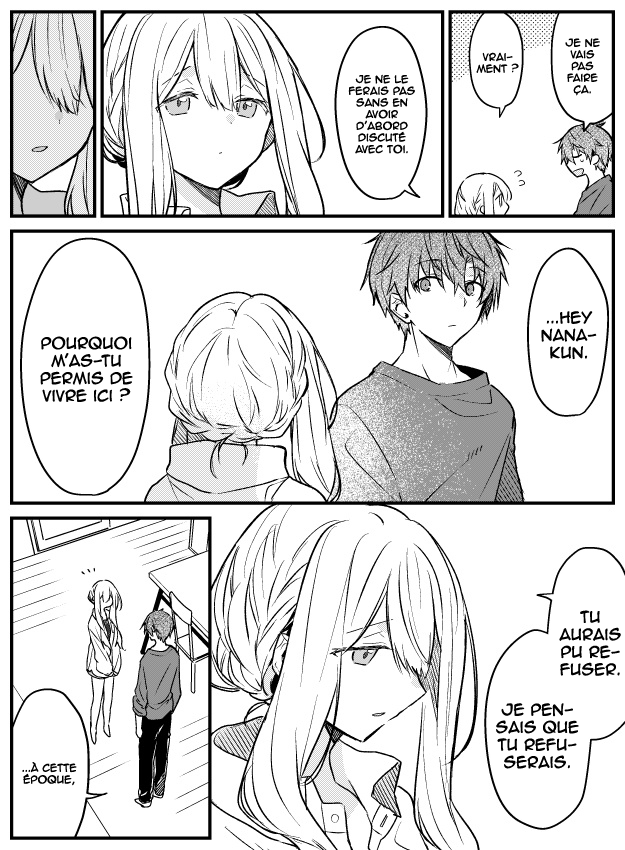 JE NE
VAIS
PAS
FAIRE
ÇA.
VRAI-
MENT ?
JE NE LE
FERAIS PAS
SANS EN
AVOIR
D'ABORD
DISCUTÉ
AVEC TOI.
...HEY
NANA-
KUN.
POURQUOI
M'AS-TU
PERMIS DE
VIVRE ICI ?
TU
AURAIS
PU RE-
FUSER.
JE PEN-
SAIS QUE
TU REFU-
SERAIS.
...À CETTE
ÉPOQUE,